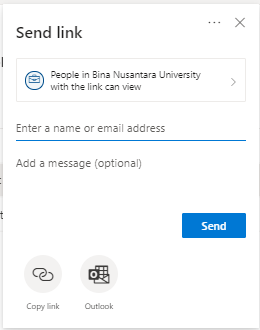 Send link
People in Bina Nusantara University
with the link can view
Enter a name or email address
Add a message (optional)
Send
Copy link
Outlook